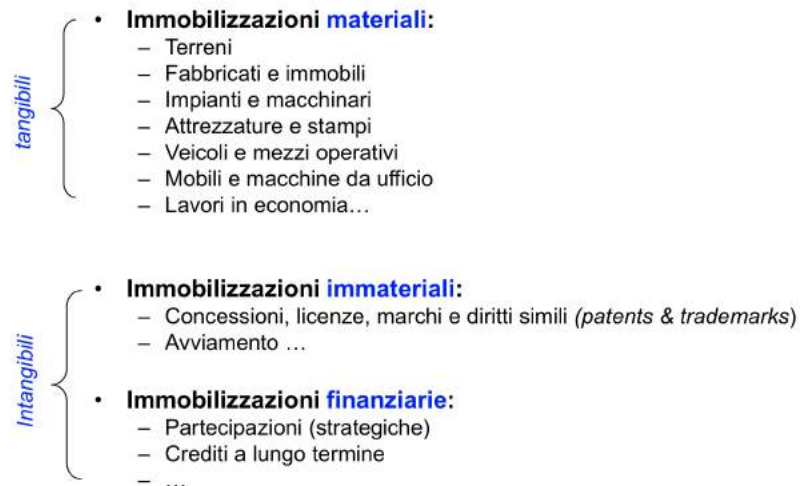 tangibili
• Immobilizzazioni materiali:
– Terreni
– Fabbricati e immobili
– Impianti e macchinari
– Attrezzature e stampi
– Veicoli e mezzi operativi
– Mobili e macchine da ufficio
– Lavori in economia…
Intangibili
• Immobilizzazioni immateriali:
– Concessioni, licenze, marchi e diritti simili (patents & trademarks)
– Avviamento …
• Immobilizzazioni finanziarie:
– Partecipazioni (strategiche)
– Crediti a lungo termine
– …